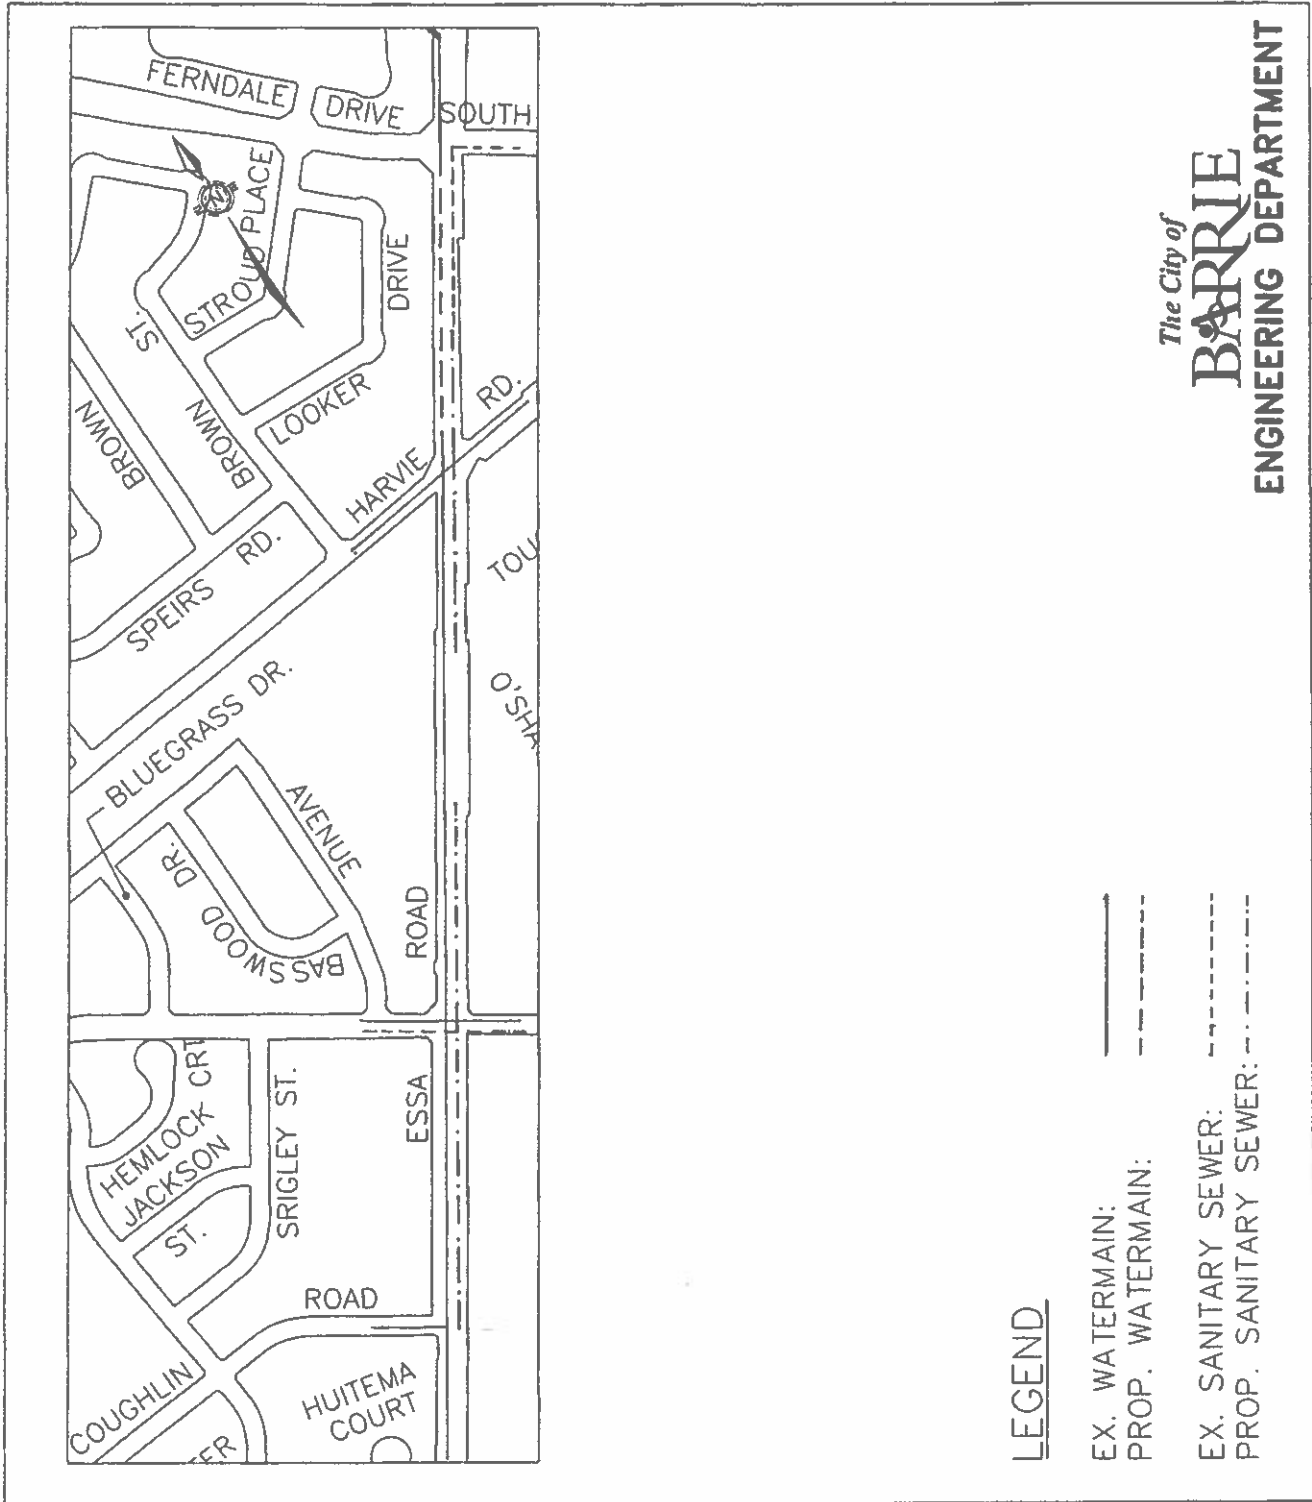 FERNDALE DRIVE SOUTH
STROUD PLACE
DRIVE
ST.
BROWN
BROWN
LOOKER
HARVIE RD.
SPEIRS RD.
BLUEGRASS DR.
AVENUE
BASSWOOD DR.
ROAD
ESSA
HEMLOCK CRT
JACKSON
ST.
SRIGLEY ST.
ROAD
COUGHLIN
HUITEMA
COURT
TER
TOU
O'SHA
N
LEGEND
EX. WATERMAIN:
PROP. WATERMAIN:
EX. SANITARY SEWER:
PROP. SANITARY SEWER:
The City of
BARRIE
ENGINEERING DEPARTMENT